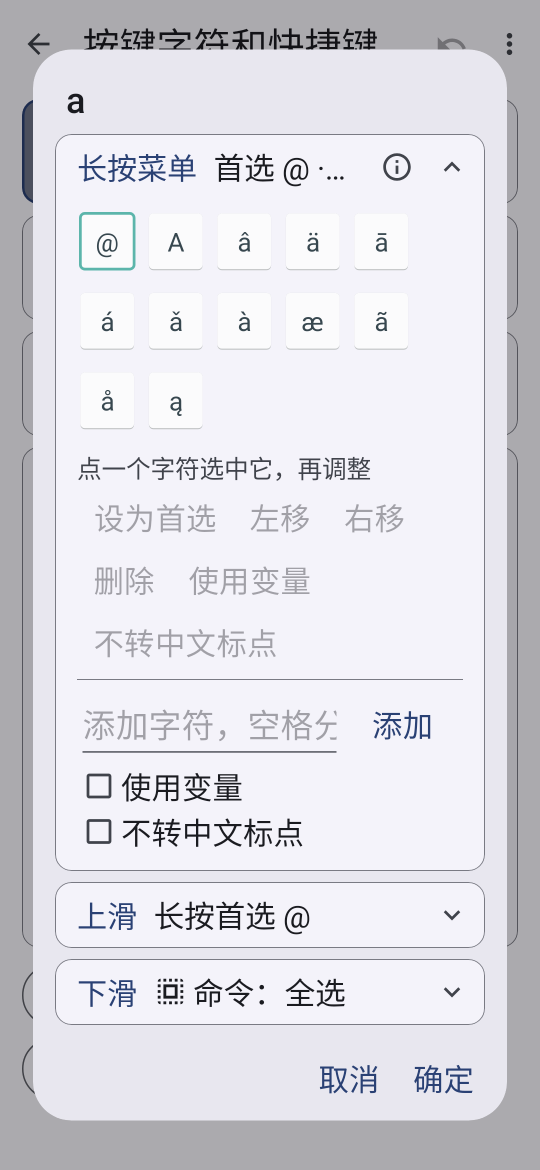 按键字符和快捷键
a
长按菜单 首选 @ ·...
@ A â ä ā
á ǎ à æ ã
å ą
点一个字符选中它，再调整
设为首选 左移 右移
删除 使用变量
不转中文标点
添加字符，空格分 添加
使用变量
不转中文标点
上滑 长按首选 @
下滑 命令：全选
取消 确定